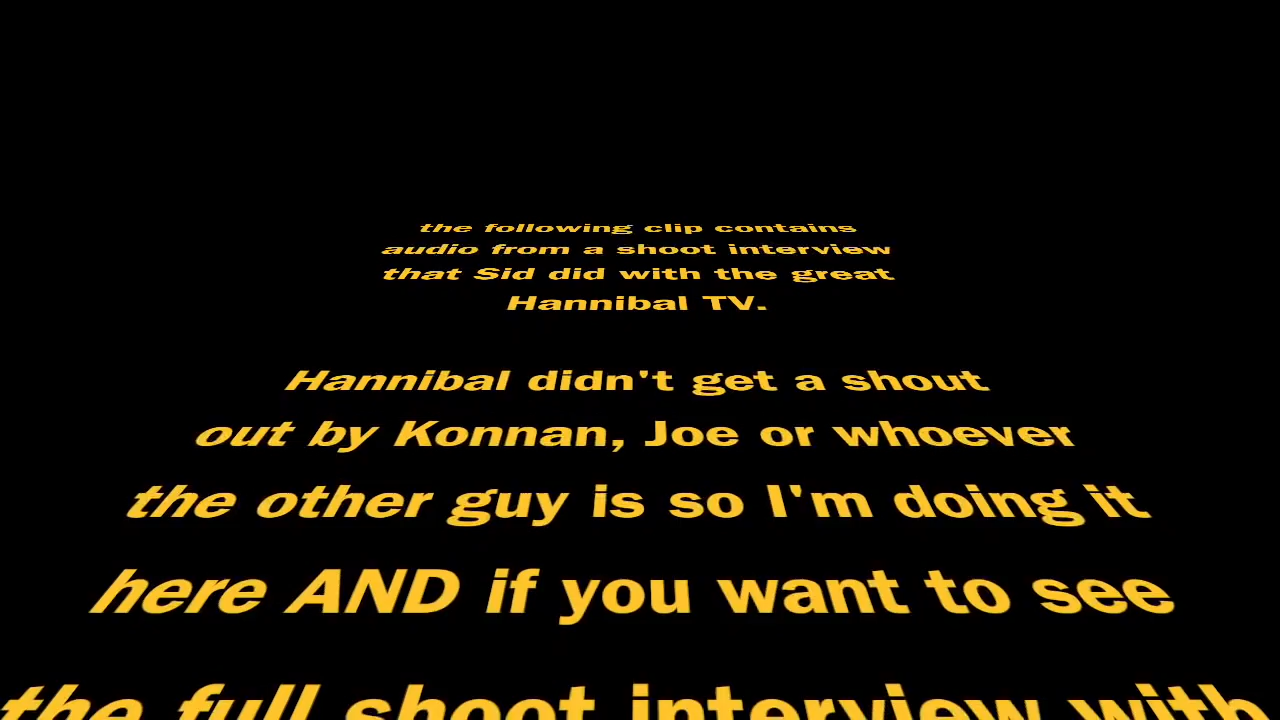 the following clip contains
audio from a shoot interview
that Sid did with the great
Hannibal TV.
Hannibal didn't get a shout
out by Konnan, Joe or whoever
the other guy is so I'm doing it
here AND if you want to see
the full shoot interview with